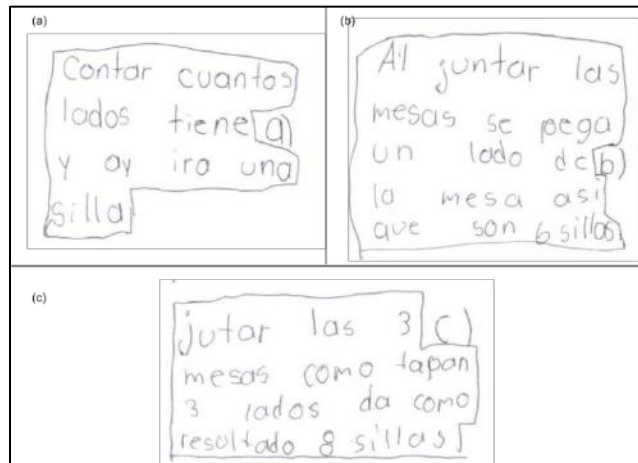 (a)
Contar cuantos
lados tiene a)
y ay ira una
silla
(b)
Al juntar las
mesas se pega
un lado de b)
la mesa asi
que son 6 sillas
(c)
jutar las 3 c)
mesas como tapan
3 lados da como
resultado 8 sillas